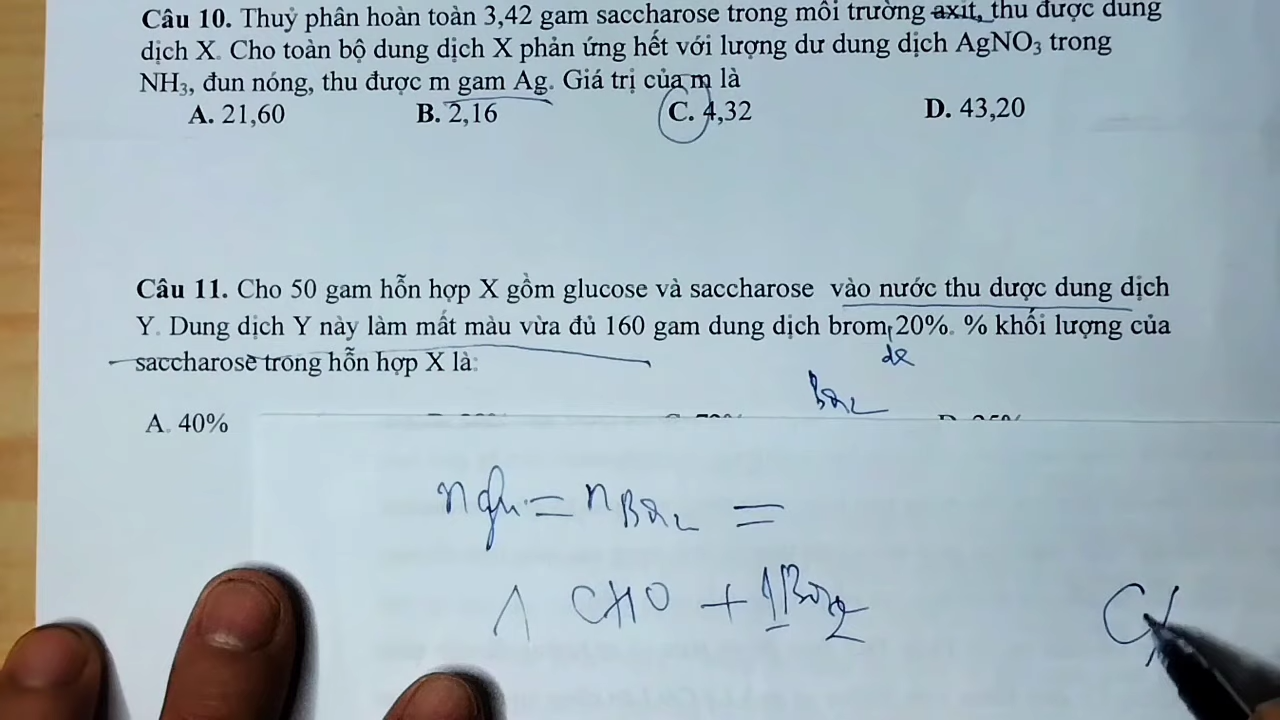 Câu 10. Thuỷ phân hoàn toàn 3,42 gam saccharose trong môi trường axit, thu được dung
dịch X. Cho toàn bộ dung dịch X phản ứng hết với lượng dư dung dịch AgNO3 trong
NH3, đun nóng, thu được m gam Ag. Giá trị của m là
A. 21,60 B. 2,16 C. 4,32 D. 43,20
Câu 11. Cho 50 gam hỗn hợp X gồm glucose và saccharose vào nước thu dược dung dịch
Y. Dung dịch Y này làm mất màu vừa đủ 160 gam dung dịch brom 20%. % khối lượng của
saccharose trong hỗn hợp X là:
Br2
A. 40%
n = nBr2 =
1 CHO + 1Br2